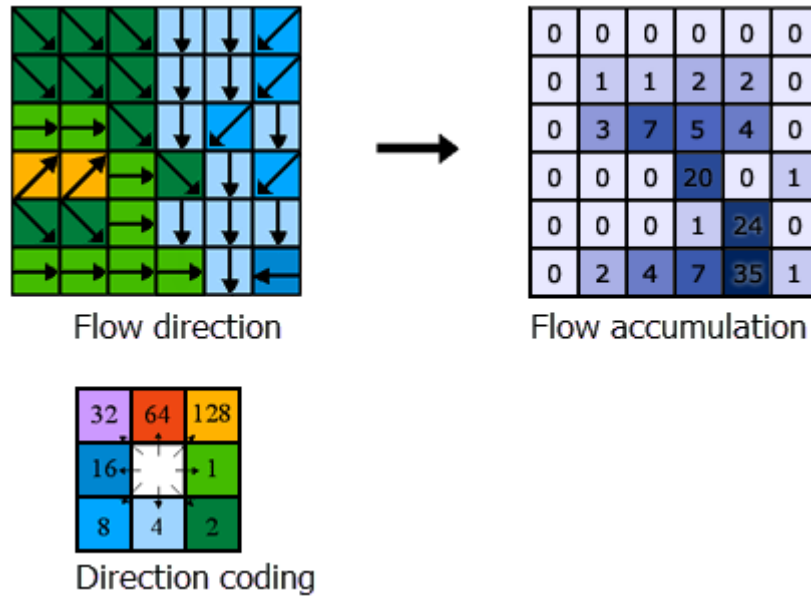 0 0 0 0 0 0
0 1 1 2 2 0
0 3 7 5 4 0
0 0 0 20 0 1
0 0 0 1 24 0
0 2 4 7 35 1
Flow direction
Flow accumulation
32 64 128
16 1
8 4 2
Direction coding